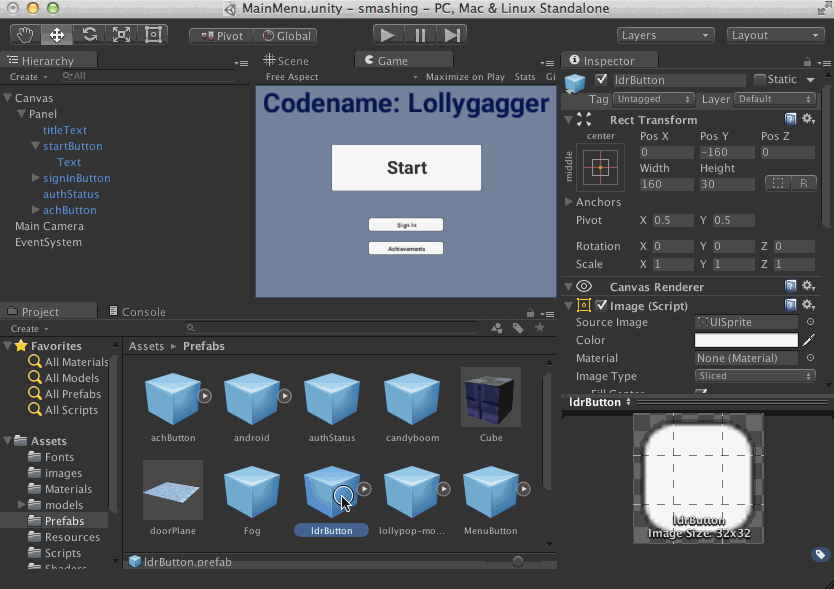 MainMenu.unity - smashing - PC, Mac & Linux Standalone
Pivot Global Layers Layout
Hierarchy
Create All
Canvas
Panel
titleText
startButton
Text
signInButton
authStatus
achButton
Main Camera
EventSystem
Scene Game
Free Aspect Maximize on Play Stats Gi
Codename: Lollygagger
Start
Sign In
Achievements
Inspector
ldrButton Static
Tag Untagged Layer Default
Rect Transform
center Pos X Pos Y Pos Z
middle 0 -160 0
Width Height
160 30 R
Anchors
Pivot X 0.5 Y 0.5
Rotation X 0 Y 0 Z 0
Scale X 1 Y 1 Z 1
Canvas Renderer
Image (Script)
Source Image UISprite
Color
Material None (Material)
Image Type Sliced
Fill Center
ldrButton
ldrButton
Image Size: 32x32
Project Console
Create
Favorites
All Materials
All Models
All Prefabs
All Scripts
Assets
Fonts
images
Materials
models
Prefabs
Resources
Scripts
Shaders
Assets Prefabs
achButton android authStatus candyboom Cube
doorPlane Fog ldrButton lollypop-mo... MenuButton
ldrButton.prefab